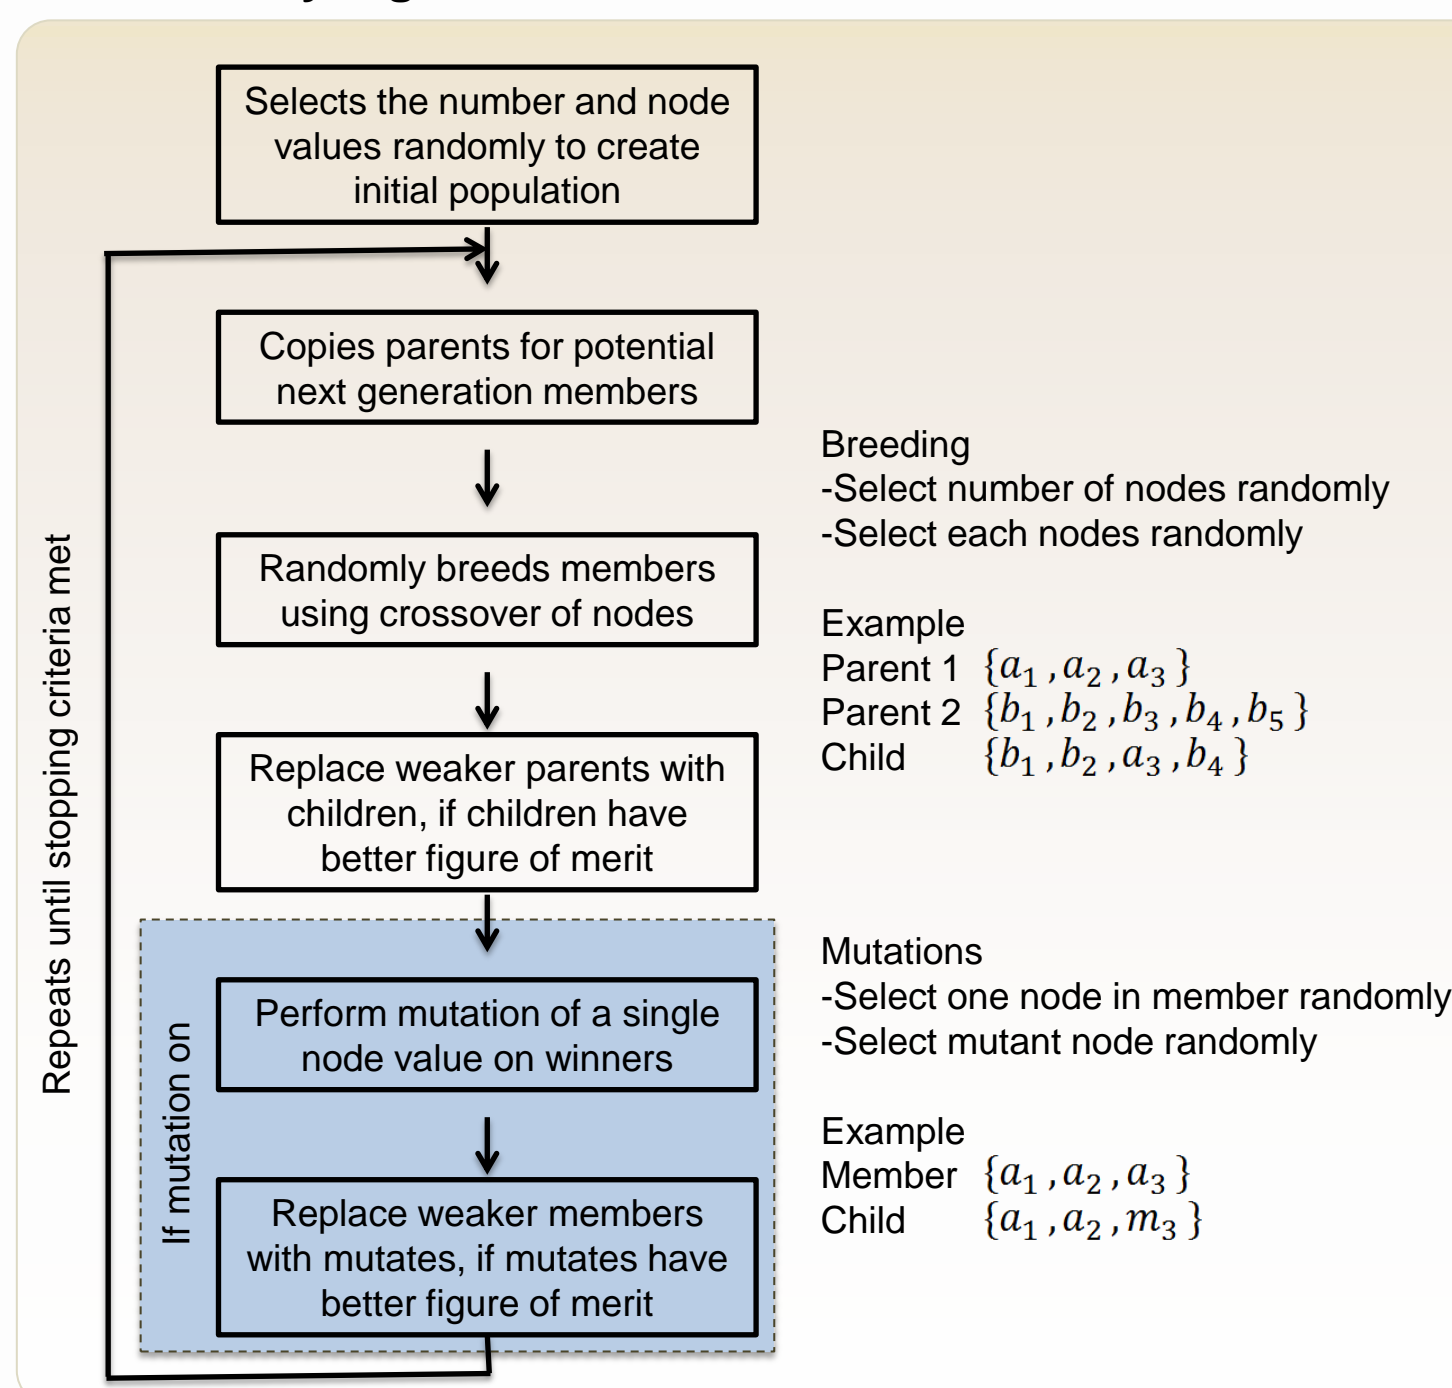 Selects the number and node
values randomly to create
initial population
Copies parents for potential
next generation members
Randomly breeds members
using crossover of nodes
Replace weaker parents with
children, if children have
better figure of merit
Perform mutation of a single
node value on winners
Replace weaker members
with mutates, if mutates have
better figure of merit
Repeats until stopping criteria met
If mutation on
Breeding
-Select number of nodes randomly
-Select each nodes randomly
Example
Parent 1 {a₁, a₂, a₃}
Parent 2 {b₁, b₂, b₃, b₄, b₅}
Child {b₁, b₂, a₃, b₄}
Mutations
-Select one node in member randomly
-Select mutant node randomly
Example
Member {a₁, a₂, a₃}
Child {a₁, a₂, m₃}